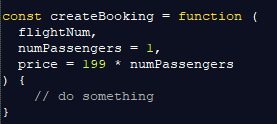 const createBooking = function (
  flightNum,
  numPassengers = 1,
  price = 199 * numPassengers
) {
    // do something
}